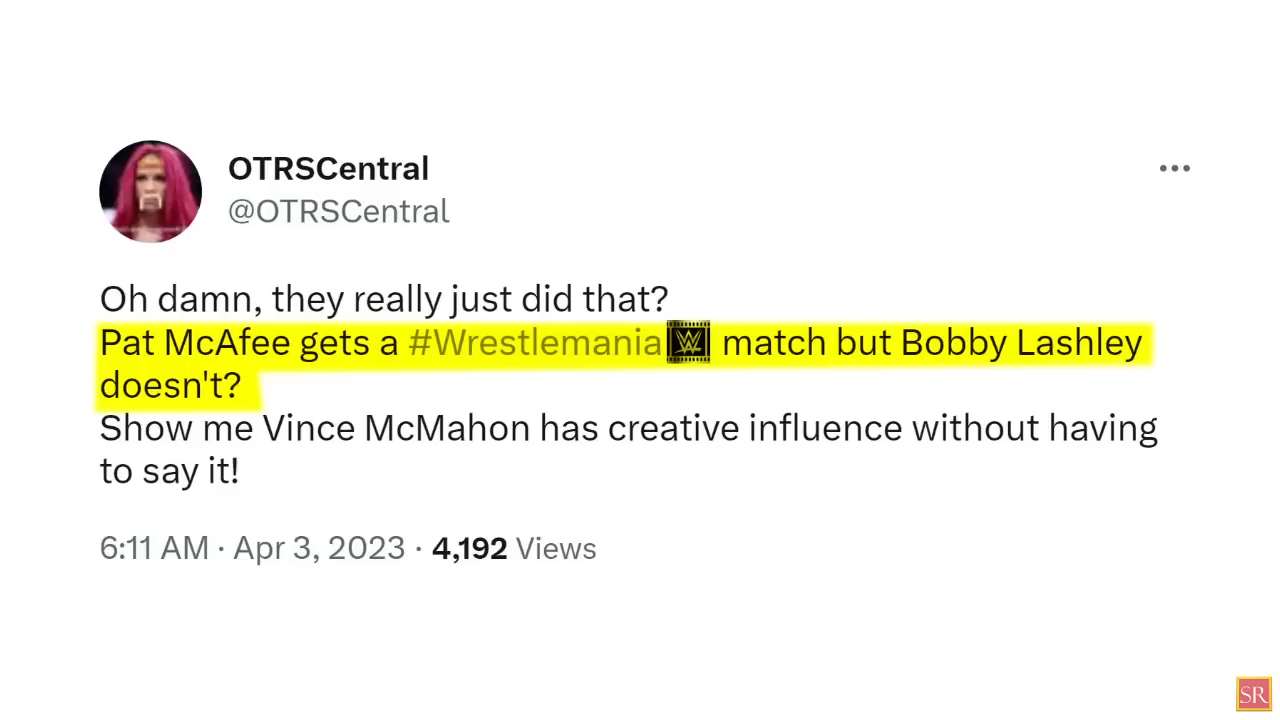 OTRSCentral
@OTRSCentral
Oh damn, they really just did that?
Pat McAfee gets a #Wrestlemania match but Bobby Lashley
doesn't?
Show me Vince McMahon has creative influence without having
to say it!
6:11 AM · Apr 3, 2023 · 4,192 Views
SR